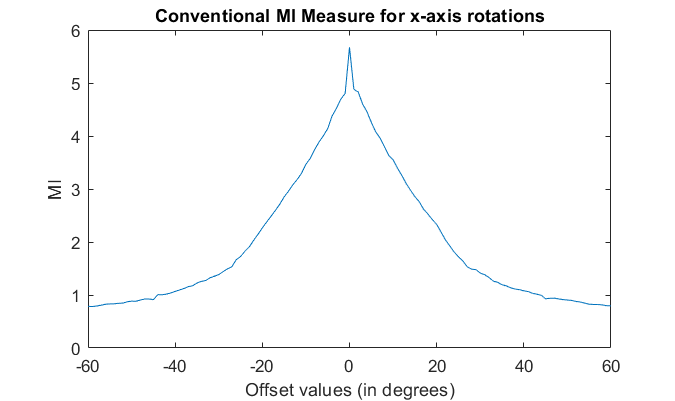 Conventional MI Measure for x-axis rotations
6
5
4
3
2
1
0
MI
-60 -40 -20 0 20 40 60
Offset values (in degrees)